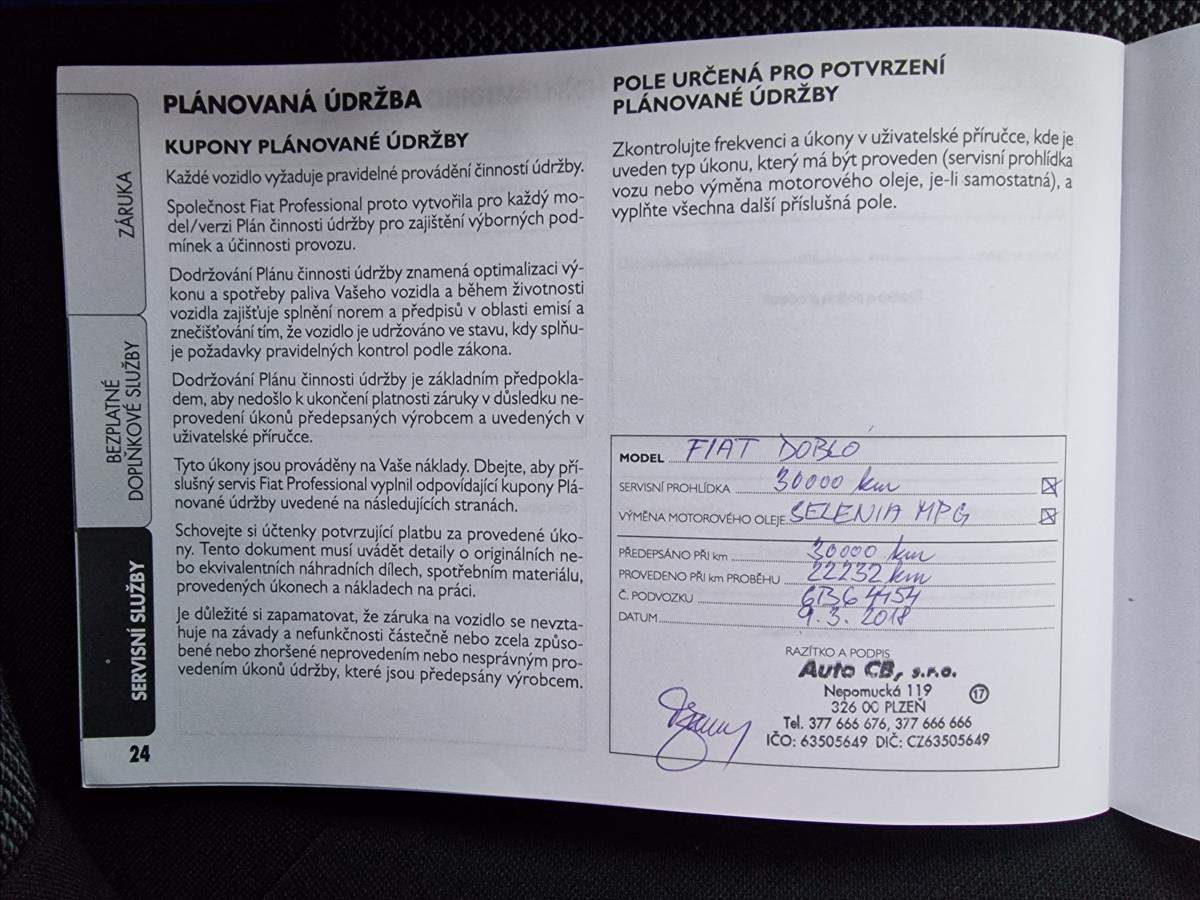 PLÁNOVANÁ ÚDRŽBA
KUPONY PLÁNOVANÉ ÚDRŽBY
Každé vozidlo vyžaduje pravidelné provádění činností údržby.
Společnost Fiat Professional proto vytvořila pro každý mo-
del/verzi Plán činnosti údržby pro zajištění výborných pod-
mínek a účinnosti provozu.
Dodržování Plánu činnosti údržby znamená optimalizaci vý-
konu a spotřeby paliva Vašeho vozidla a během životnosti
vozidla zajišťuje splnění norem a předpisů v oblasti emisí a
znečišťování tím, že vozidlo je udržováno ve stavu, kdy splňu-
je požadavky pravidelných kontrol podle zákona.
Dodržování Plánu činnosti údržby je základním předpokla-
dem, aby nedošlo k ukončení platnosti záruky v důsledku ne-
provedení úkonů předepsaných výrobcem a uvedených v
uživatelské příručce.
Tyto úkony jsou prováděny na Vaše náklady. Dbejte, aby pří-
slušný servis Fiat Professional vyplnil odpovídající kupony Plá-
nované údržby uvedené na následujících stranách.
Schovejte si účtenky potvrzující platbu za provedené úko-
ny. Tento dokument musí uvádět detaily o originálních ne-
bo ekvivalentních náhradních dílech, spotřebním materiálu,
provedených úkonech a nákladech na práci.
Je důležité si zapamatovat, že záruka na vozidlo se nevzta-
huje na závady a nefunkčnosti částečně nebo zcela způso-
bené nebo zhoršené neprovedením nebo nesprávným pro-
vedením úkonů údržby, které jsou předepsány výrobcem.
ZÁRUKA
BEZPLATNÉ
DOPLŇKOVÉ SLUŽBY
SERVISNÍ SLUŽBY
24
POLE URČENÁ PRO POTVRZENÍ
PLÁNOVANÉ ÚDRŽBY
Zkontrolujte frekvenci a úkony v uživatelské příručce, kde je
uveden typ úkonu, který má být proveden (servisní prohlídka
vozu nebo výměna motorového oleje, je-li samostatná), a
vyplňte všechna další příslušná pole.
MODEL FIAT DOBLO
SERVISNÍ PROHLÍDKA 30000 km
VÝMĚNA MOTOROVÉHO OLEJE SELENIA MPG
PŘEDEPSÁNO PŘI km 30000 km
PROVEDENO PŘI km PROBĚHU 22232 km
Č. PODVOZKU 6B64454
DATUM 9.3. 2018
RAZÍTKO A PODPIS
Auto CB, s.r.o.
Nepomucká 119
17
326 00 PLZEŇ
Tel. 377 666 676, 377 666 666
IČO: 63505649 DIČ: CZ63505649